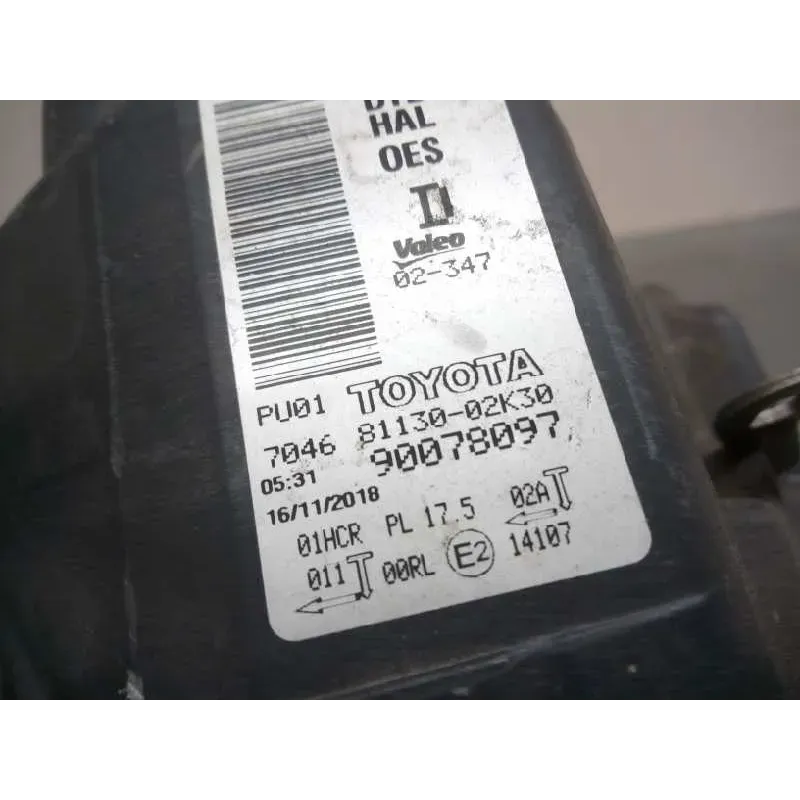 HAL
OES
Valeo
02-347
PU01 TOYOTA
7046 81130-02K30
05:31 90078097
16/11/2018
01HCR PL 17.5 02A
011 00RL E2 14107